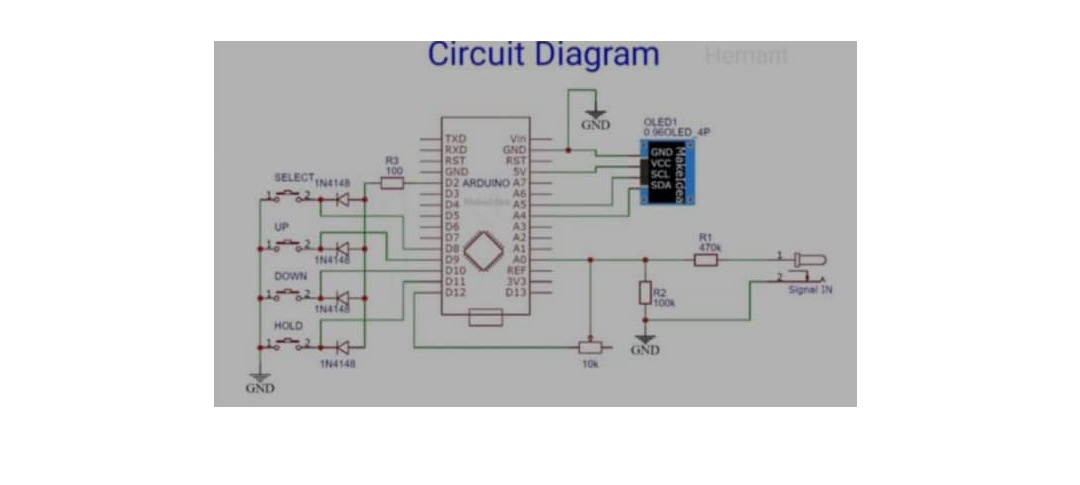 Circuit Diagram
Hemant
GND
OLED1
0.96OLED_4P
GND
VCC
SCL
SDA
MakeIdea
TXD
RXD
RST
GND
D2
D3
D4
D5
D6
D7
D8
D9
D10
D11
D12
ARDUINO
Vin
GND
RST
5V
A7
A6
A5
A4
A3
A2
A1
A0
REF
3V3
D13
R3
100
SELECT
1N4148
1
2
UP
1
2
1N4148
DOWN
1
2
1N4148
HOLD
1
2
1N4148
GND
R1
470k
R2
100k
GND
10k
1
2
Signal IN